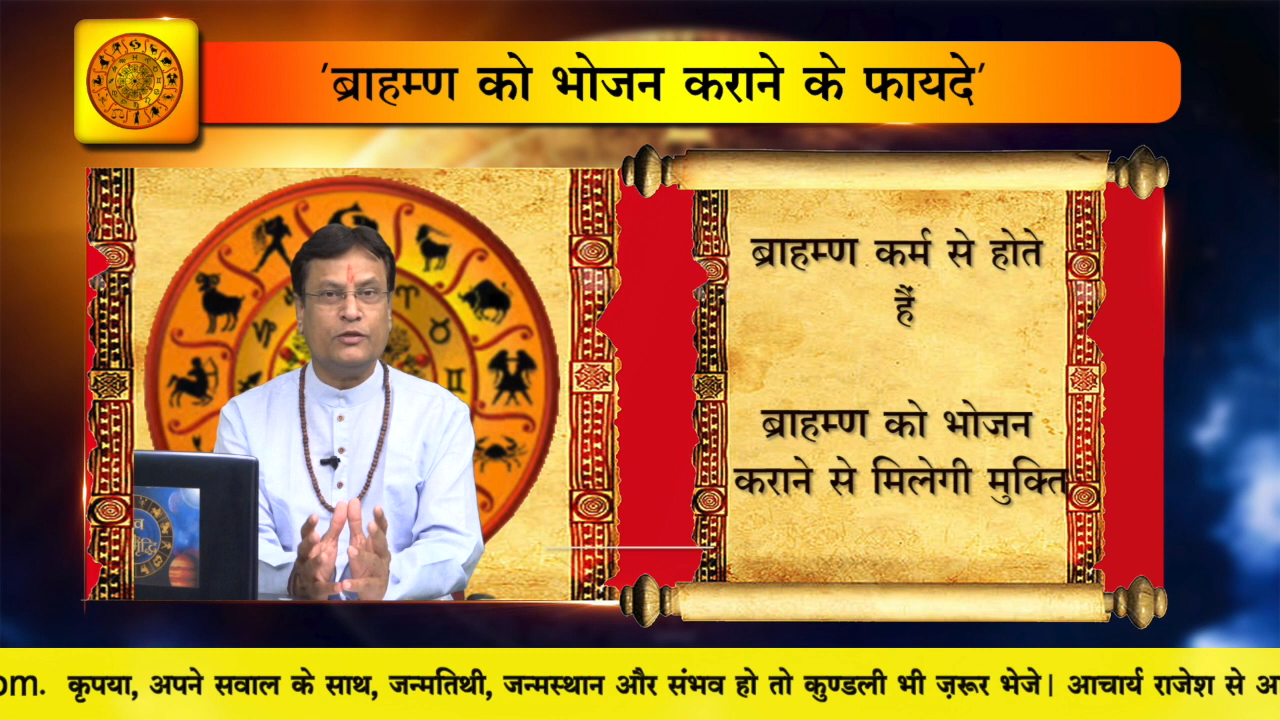 'ब्राहम्ण को भोजन कराने के फायदे'
ब्राहम्ण कर्म से होते
हैं
ब्राहम्ण को भोजन
कराने से मिलेगी मुक्ति
om. कृपया, अपने सवाल के साथ, जन्मतिथी, जन्मस्थान और संभव हो तो कुण्डली भी ज़रूर भेजे। आचार्य राजेश से अ